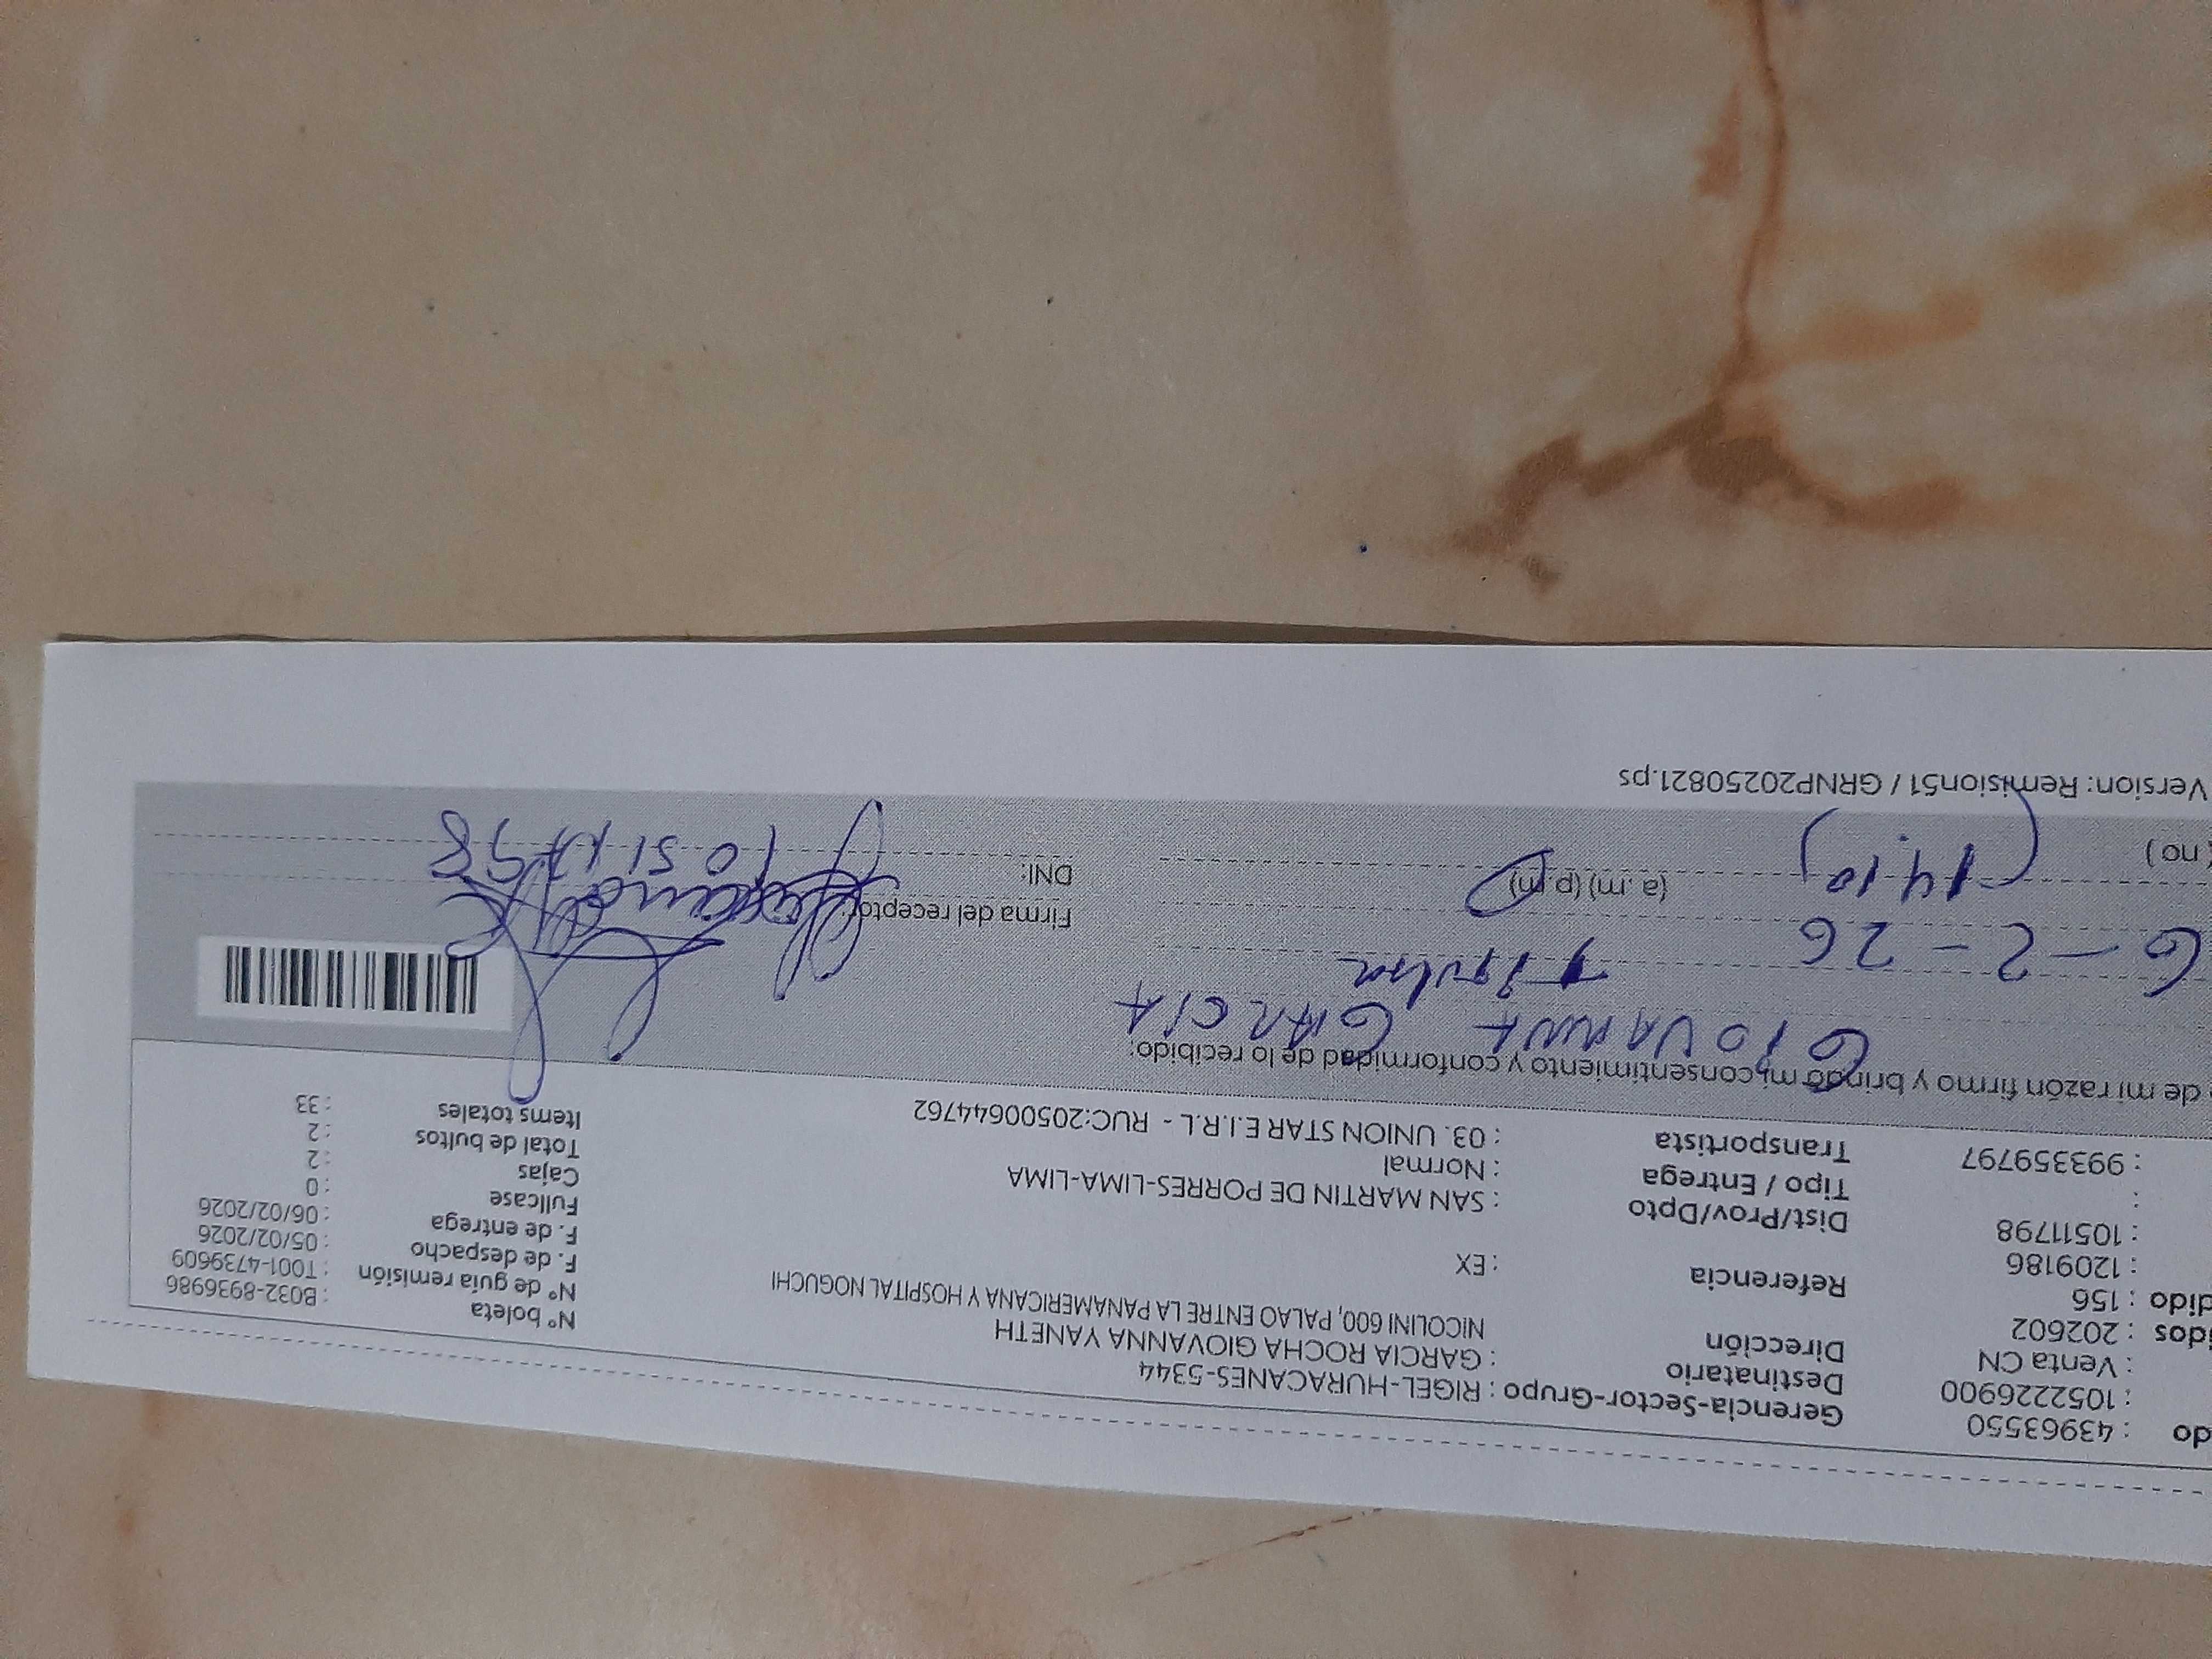 do : 43963550 Gerencia-Sector-Grupo : RIGEL-HURACANES-5344
: 1052226900 Destinatario : GARCIA ROCHA GIOVANNA YANETH
: Venta CN Dirección NICOLINI 600, PALAO ENTRE LA PANAMERICANA Y HOSPITAL NOGUCHI
idos : 202602
dido : 156 Referencia : EX
: 1209186
: 10511798 Dist/Prov/Dpto : SAN MARTIN DE PORRES-LIMA-LIMA
: Tipo / Entrega : Normal
: 993359797 Transportista : 03. UNION STAR E.I.R.L - RUC:20500644762
N° boleta : B032-8936986
N° de guía remisión : T001-4739609
F. de despacho : 05/02/2026
F. de entrega : 06/02/2026
Fullcase : 0
Cajas : 2
Total de bultos : 2
Items totales : 33
de mi razón firmo y brindo mi consentimiento y conformidad de lo recibido:
GIOVANNA GARCIA
Titular
6-2-26
Firma del receptor:
(14.10) (a.m) (p.m)
DNI:
no )
Version: Remision51 / GRNP20250821.ps